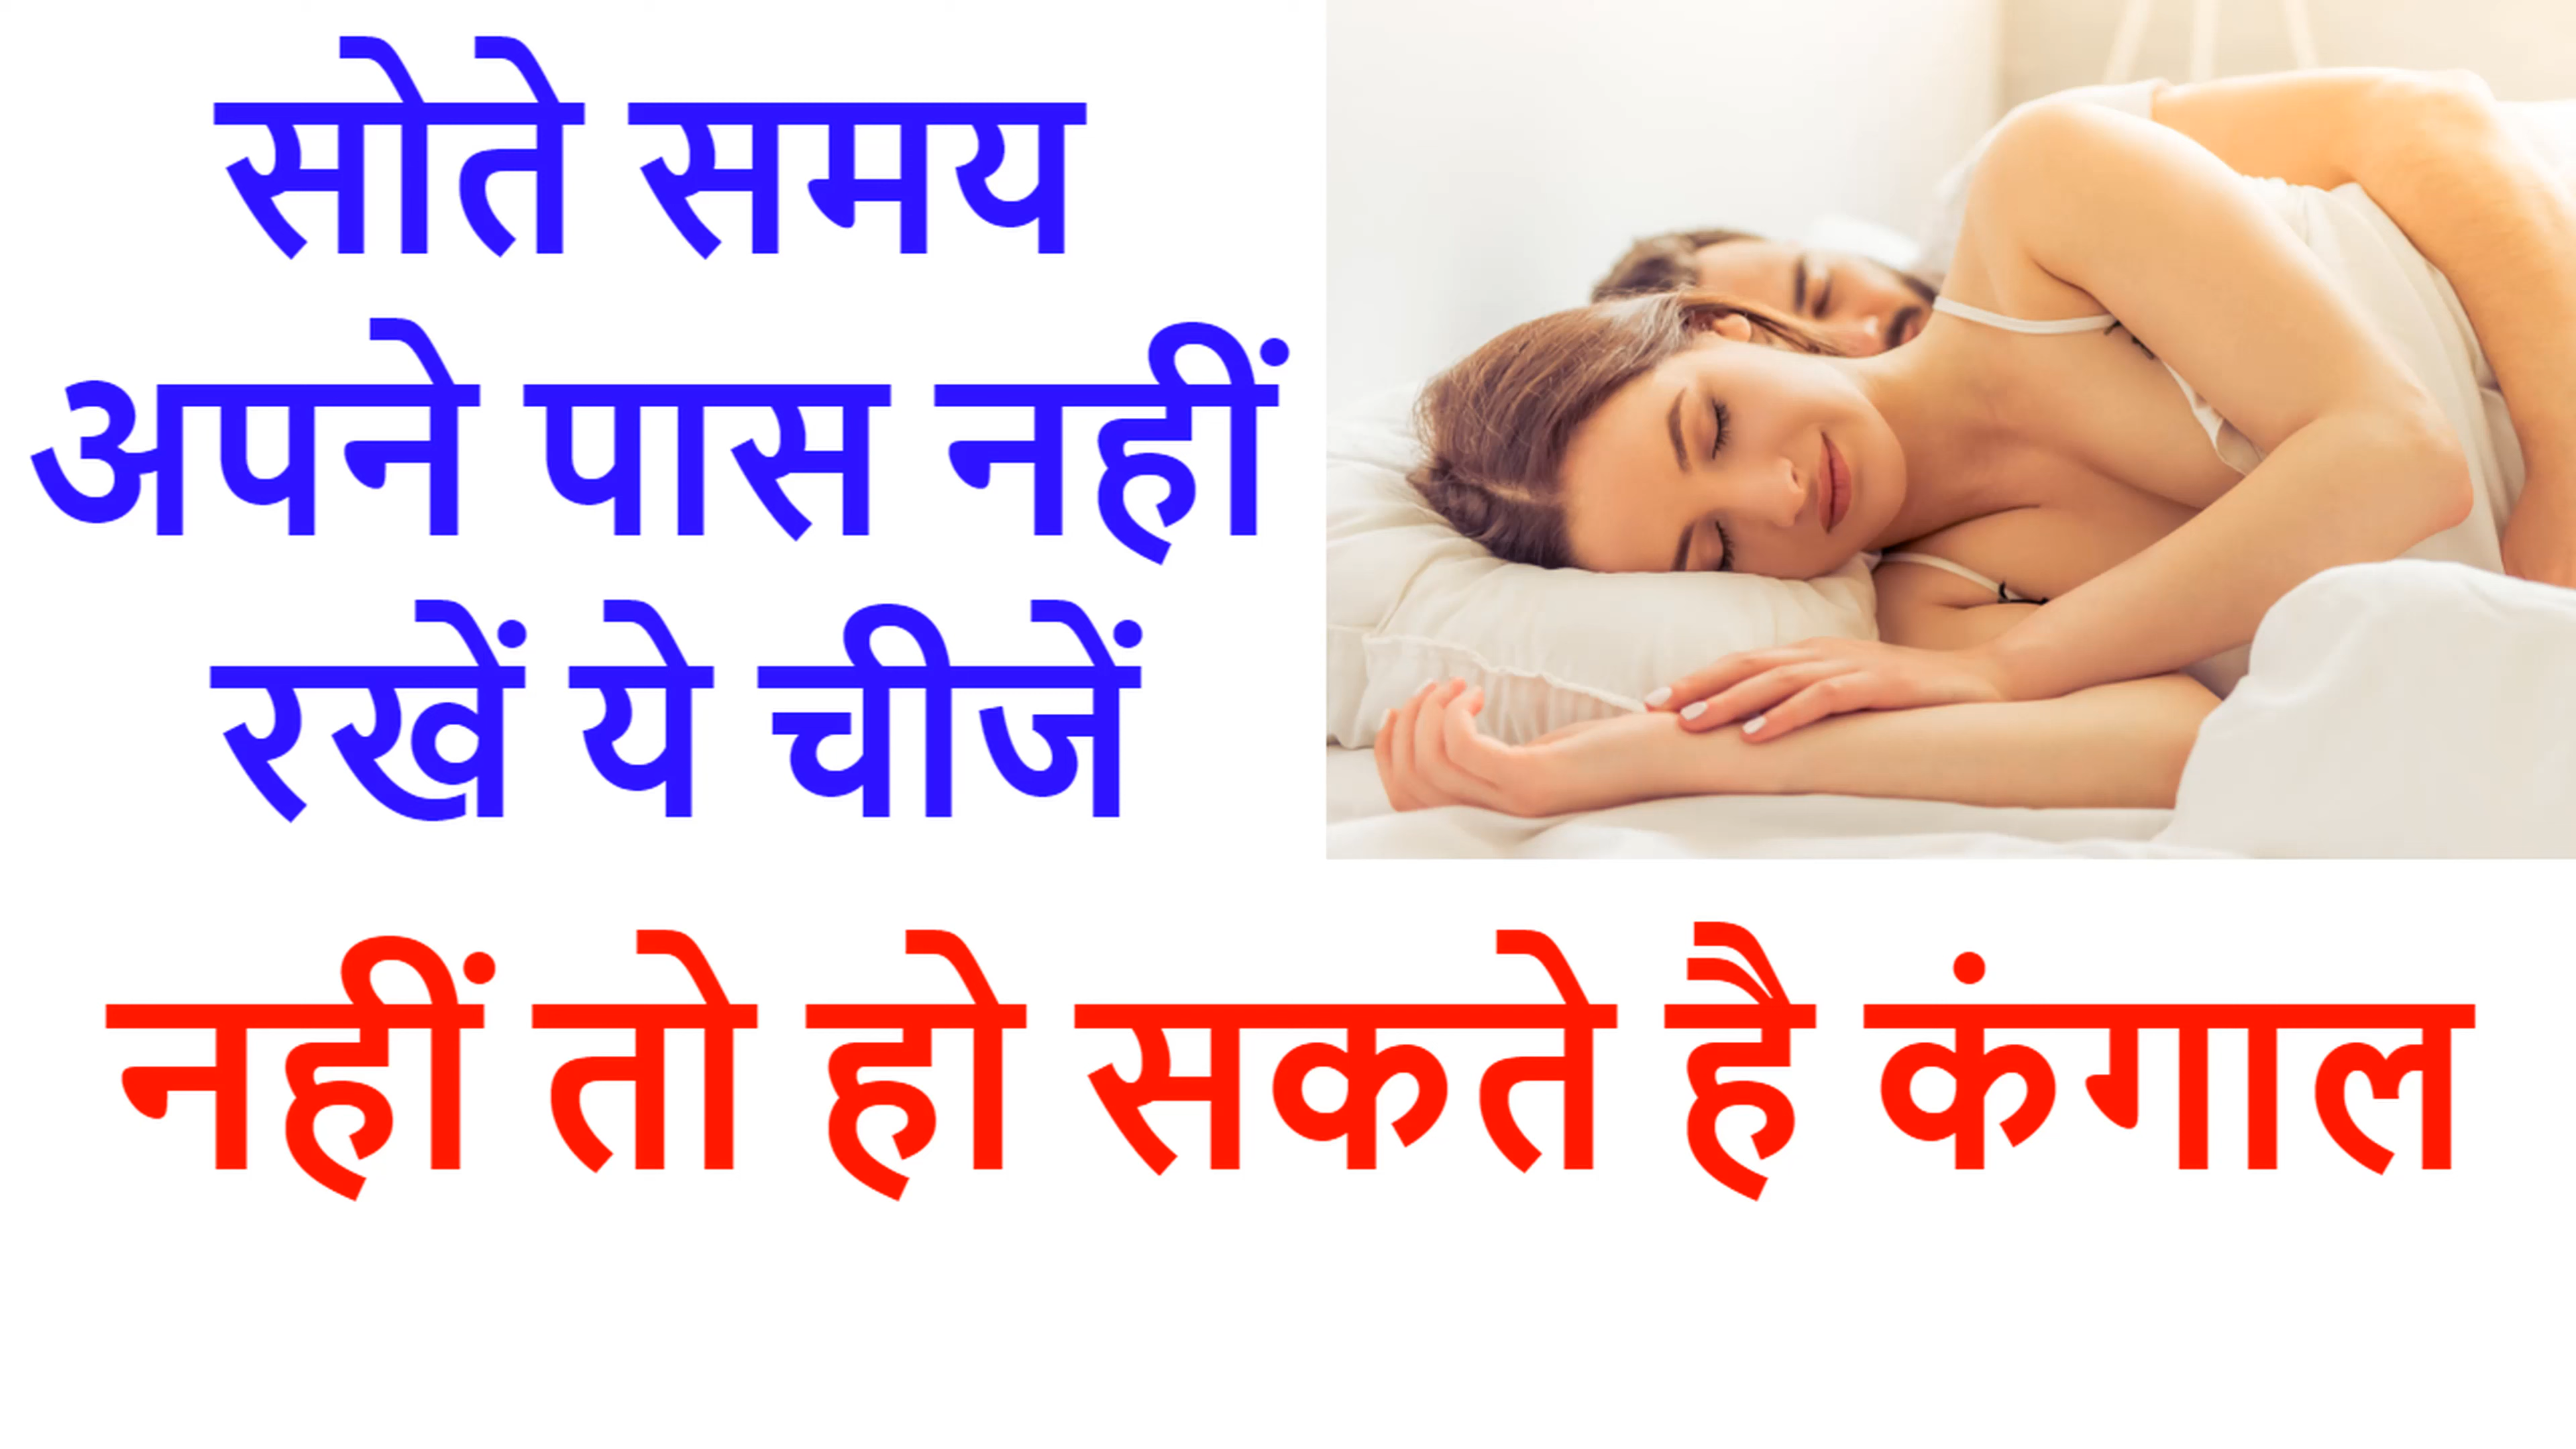 सोते समय
अपने पास नहीं
रखें ये चीजें
नहीं तो हो सकते है कंगाल